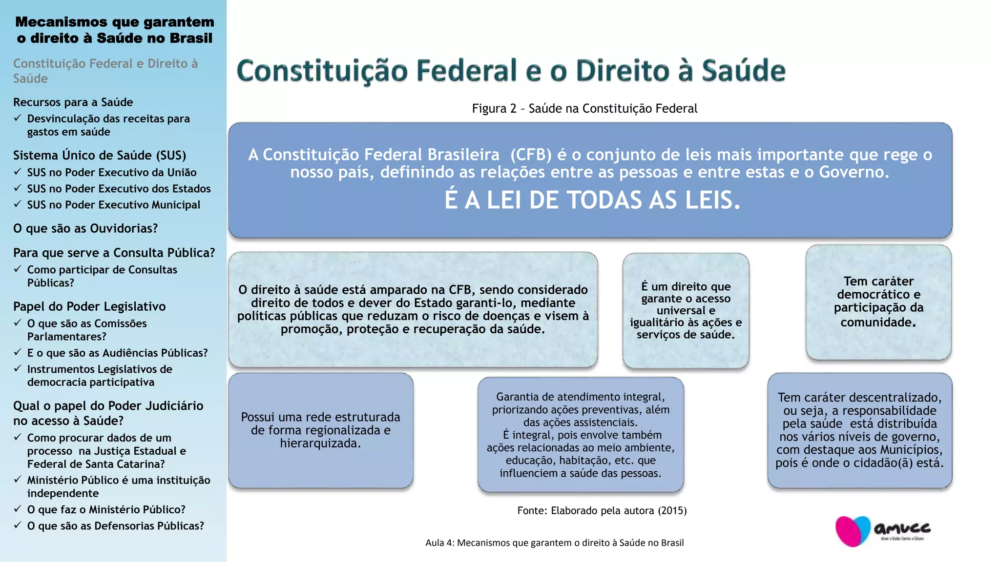 Mecanismos que garantem
o direito à Saúde no Brasil
Constituição Federal e Direito à
Saúde
Recursos para a Saúde
✓ Desvinculação das receitas para
gastos em saúde
Sistema Único de Saúde (SUS)
✓ SUS no Poder Executivo da União
✓ SUS no Poder Executivo dos Estados
✓ SUS no Poder Executivo Municipal
O que são as Ouvidorias?
Para que serve a Consulta Pública?
✓ Como participar de Consultas
Públicas?
Papel do Poder Legislativo
✓ O que são as Comissões
Parlamentares?
✓ E o que são as Audiências Públicas?
✓ Instrumentos Legislativos de
democracia participativa
Qual o papel do Poder Judiciário
no acesso à Saúde?
✓ Como procurar dados de um
processo na Justiça Estadual e
Federal de Santa Catarina?
✓ Ministério Público é uma instituição
independente
✓ O que faz o Ministério Público?
✓ O que são as Defensorias Públicas?
Constituição Federal e o Direito à Saúde
Figura 2 – Saúde na Constituição Federal
A Constituição Federal Brasileira (CFB) é o conjunto de leis mais importante que rege o
nosso país, definindo as relações entre as pessoas e entre estas e o Governo.
É A LEI DE TODAS AS LEIS.
O direito à saúde está amparado na CFB, sendo considerado
direito de todos e dever do Estado garanti-lo, mediante
políticas públicas que reduzam o risco de doenças e visem à
promoção, proteção e recuperação da saúde.
É um direito que
garante o acesso
universal e
igualitário às ações e
serviços de saúde.
Tem caráter
democrático e
participação da
comunidade.
Possui uma rede estruturada
de forma regionalizada e
hierarquizada.
Garantia de atendimento integral,
priorizando ações preventivas, além
das ações assistenciais.
É integral, pois envolve também
ações relacionadas ao meio ambiente,
educação, habitação, etc. que
influenciem a saúde das pessoas.
Tem caráter descentralizado,
ou seja, a responsabilidade
pela saúde está distribuída
nos vários níveis de governo,
com destaque aos Municípios,
pois é onde o cidadão(ã) está.
Fonte: Elaborado pela autora (2015)
amucc
Aula 4: Mecanismos que garantem o direito à Saúde no Brasil